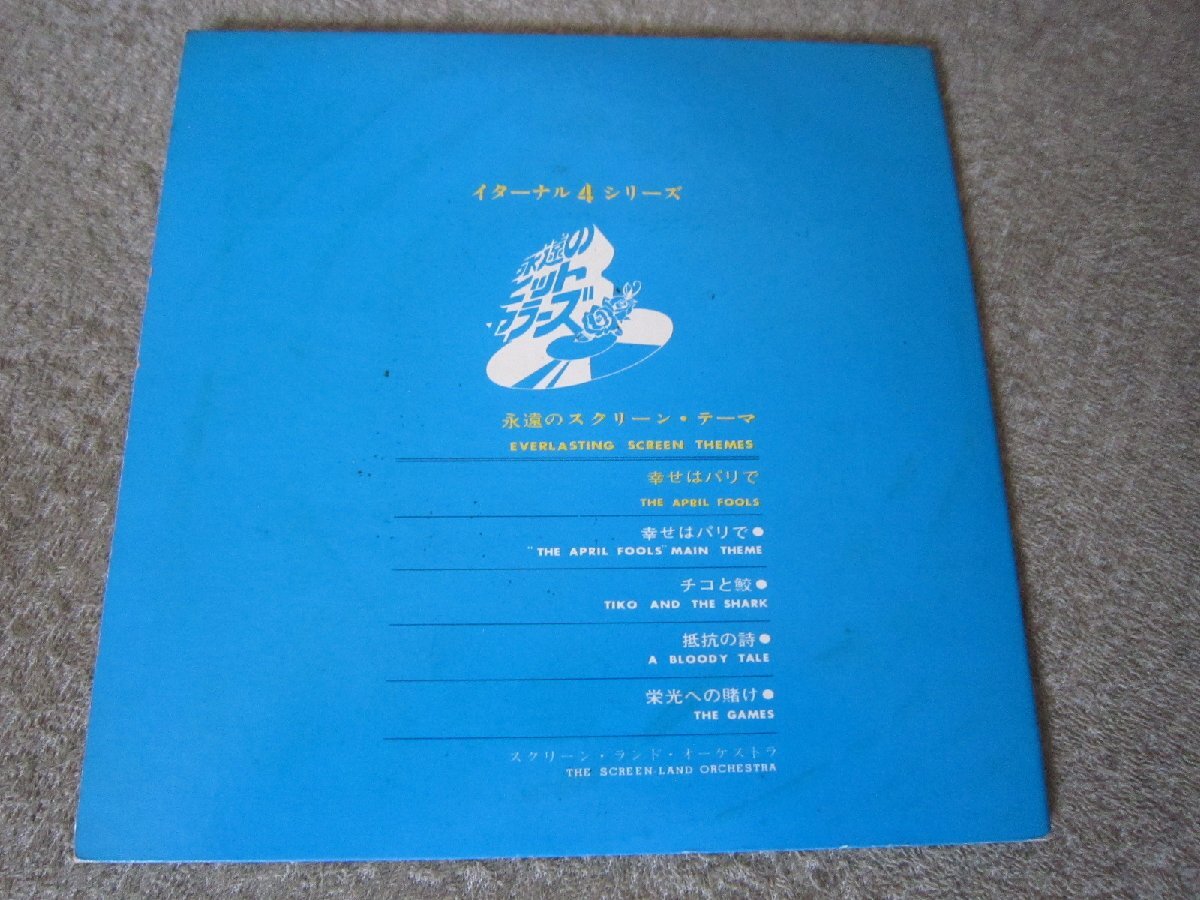 イターナル4シリーズ
永遠の
ヒット
パラーズ
永遠のスクリーン・テーマ
EVERLASTING SCREEN THEMES
幸せはパリで
THE APRIL FOOLS
幸せはパリで●
"THE APRIL FOOLS" MAIN THEME
チコと鮫●
TIKO AND THE SHARK
抵抗の詩●
A BLOODY TALE
栄光への賭け●
THE GAMES
スクリーン・ランド・オーケストラ
THE SCREEN-LAND ORCHESTRA